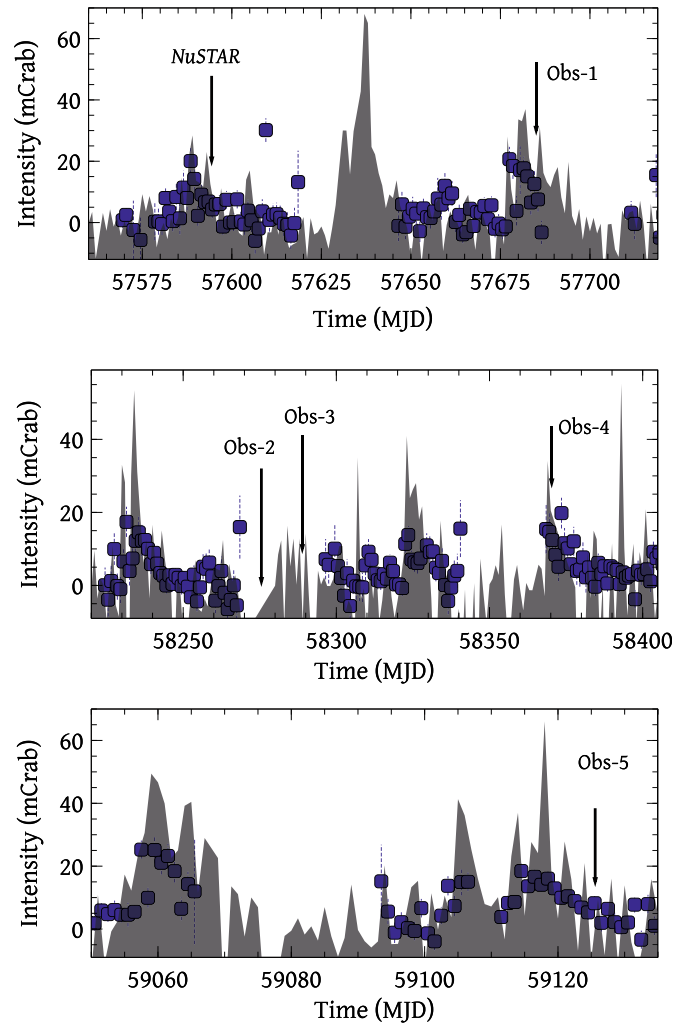 60
40
20
0
Intensity (mCrab)
NuSTAR
Obs-1
57575 57600 57625 57650 57675 57700
Time (MJD)
40
20
0
Intensity (mCrab)
Obs-2
Obs-3
Obs-4
58250 58300 58350 58400
Time (MJD)
60
40
20
0
Intensity (mCrab)
Obs-5
59060 59080 59100 59120
Time (MJD)